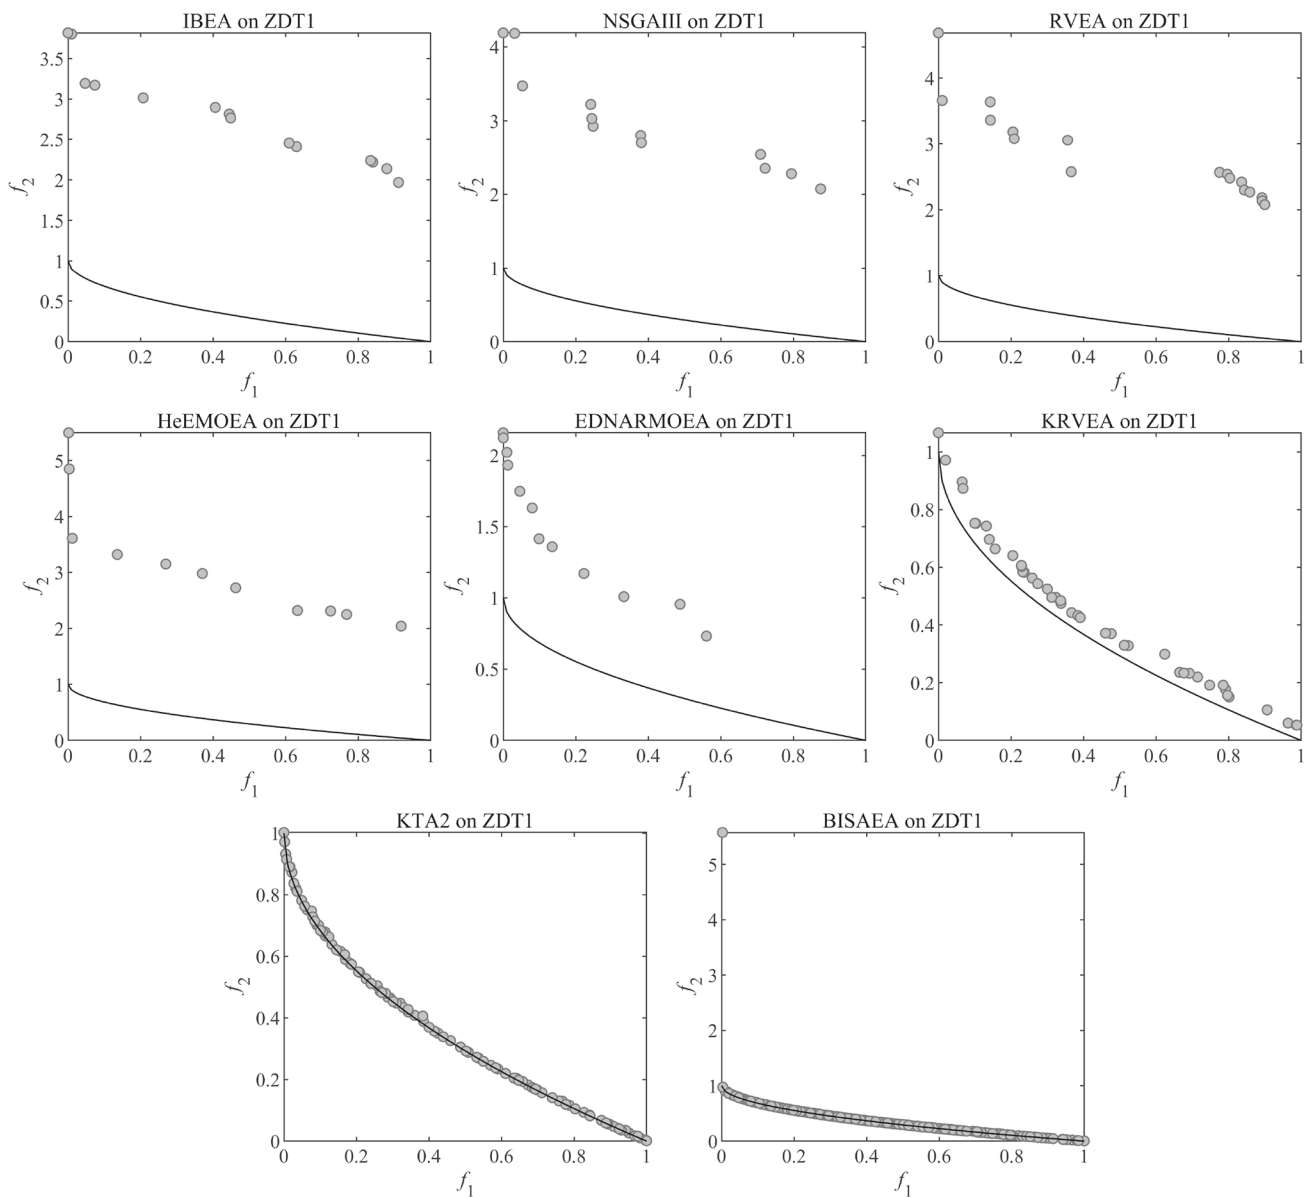 IBEA on ZDT1
3.5
3
2.5
2
1.5
1
0.5
0
f2
0 0.2 0.4 0.6 0.8 1
f1
NSGAIII on ZDT1
4
3
2
1
0
f2
0 0.2 0.4 0.6 0.8 1
f1
RVEA on ZDT1
4
3
2
1
0
f2
0 0.2 0.4 0.6 0.8 1
f1
HeEMOEA on ZDT1
5
4
3
2
1
0
f2
0 0.2 0.4 0.6 0.8 1
f1
EDNARMOEA on ZDT1
2
1.5
1
0.5
0
f2
0 0.2 0.4 0.6 0.8 1
f1
KRVEA on ZDT1
1
0.8
0.6
0.4
0.2
0
f2
0 0.2 0.4 0.6 0.8 1
f1
KTA2 on ZDT1
1
0.8
0.6
0.4
0.2
0
f2
0 0.2 0.4 0.6 0.8 1
f1
BISAEA on ZDT1
5
4
3
2
1
0
f2
0 0.2 0.4 0.6 0.8 1
f1